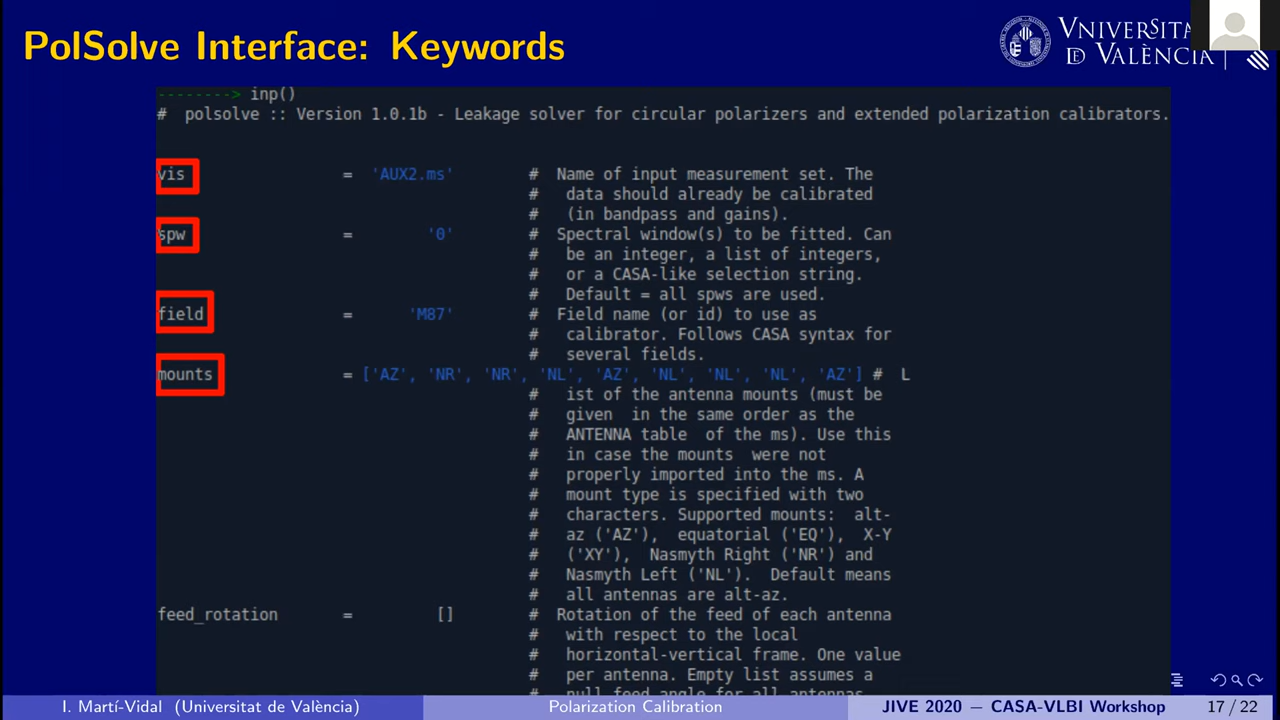 PolSolve Interface: Keywords
VNIVERSITAT
DE VALÈNCIA
--------> inp()
# polsolve :: Version 1.0.1b - Leakage solver for circular polarizers and extended polarization calibrators.
vis = 'AUX2.ms' # Name of input measurement set. The
# data should already be calibrated
# (in bandpass and gains).
spw = '0' # Spectral window(s) to be fitted. Can
# be an integer, a list of integers,
# or a CASA-like selection string.
# Default = all spws are used.
field = 'M87' # Field name (or id) to use as
# calibrator. Follows CASA syntax for
# several fields.
mounts = ['AZ', 'NR', 'NR', 'NL', 'AZ', 'NL', 'NL', 'NL', 'AZ'] # L
# ist of the antenna mounts (must be
# given in the same order as the
# ANTENNA table of the ms). Use this
# in case the mounts were not
# properly imported into the ms. A
# mount type is specified with two
# characters. Supported mounts: alt-
# az ('AZ'), equatorial ('EQ'), X-Y
# ('XY'), Nasmyth Right ('NR') and
# Nasmyth Left ('NL'). Default means
# all antennas are alt-az.
feed_rotation = [] # Rotation of the feed of each antenna
# with respect to the local
# horizontal-vertical frame. One value
# per antenna. Empty list assumes a
# null feed angle for all antennas
I. Martí-Vidal (Universitat de València) Polarization Calibration JIVE 2020 — CASA-VLBI Workshop 17 / 22